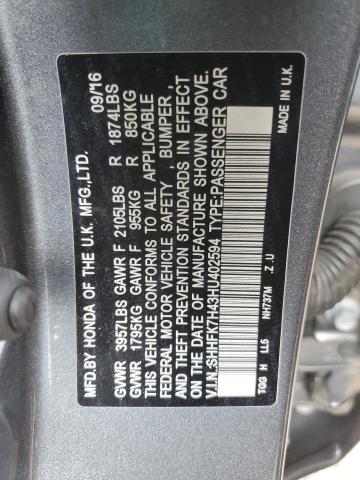 MFD.BY HONDA OF THE U.K. MFG.,LTD. 09/16
GVWR 3957LBS GAWR F 2105LBS R 1874LBS
GVWR 1795KG GAWR F 955KG R 850KG
THIS VEHICLE CONFORMS TO ALL APPLICABLE
FEDERAL MOTOR VEHICLE SAFETY , BUMPER ,
AND THEFT PREVENTION STANDARDS IN EFFECT
ON THE DATE OF MANUFACTURE SHOWN ABOVE.
V.I.N.:SHHFK7H43HU402594 TYPE:PASSENGER CAR
NH737M .Z.U MADE IN U.K.
TGG H LL5